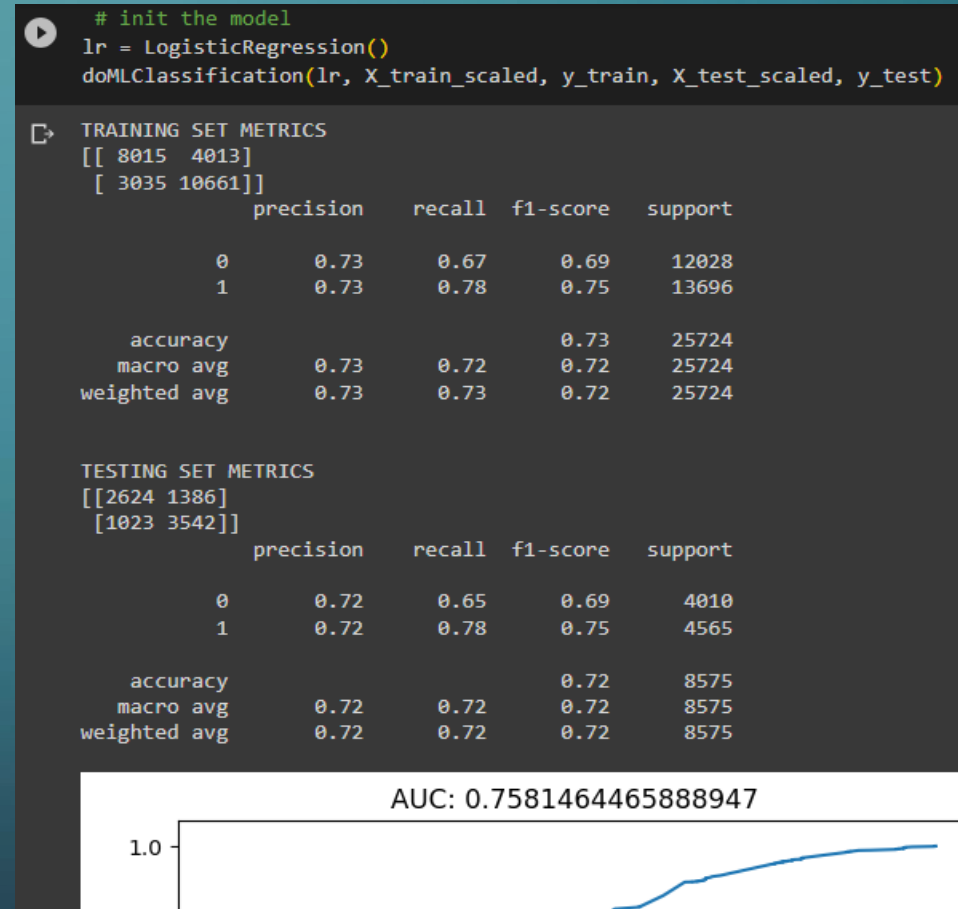 # init the model
lr = LogisticRegression()
doMLClassification(lr, X_train_scaled, y_train, X_test_scaled, y_test)
TRAINING SET METRICS
[[ 8015  4013]
 [ 3035 10661]]
              precision    recall  f1-score   support

           0       0.73      0.67      0.69     12028
           1       0.73      0.78      0.75     13696

    accuracy                           0.73     25724
   macro avg       0.73      0.72      0.72     25724
weighted avg       0.73      0.73      0.72     25724

TESTING SET METRICS
[[2624 1386]
 [1023 3542]]
              precision    recall  f1-score   support

           0       0.72      0.65      0.69      4010
           1       0.72      0.78      0.75      4565

    accuracy                           0.72      8575
   macro avg       0.72      0.72      0.72      8575
weighted avg       0.72      0.72      0.72      8575

AUC: 0.7581464465888947
1.0